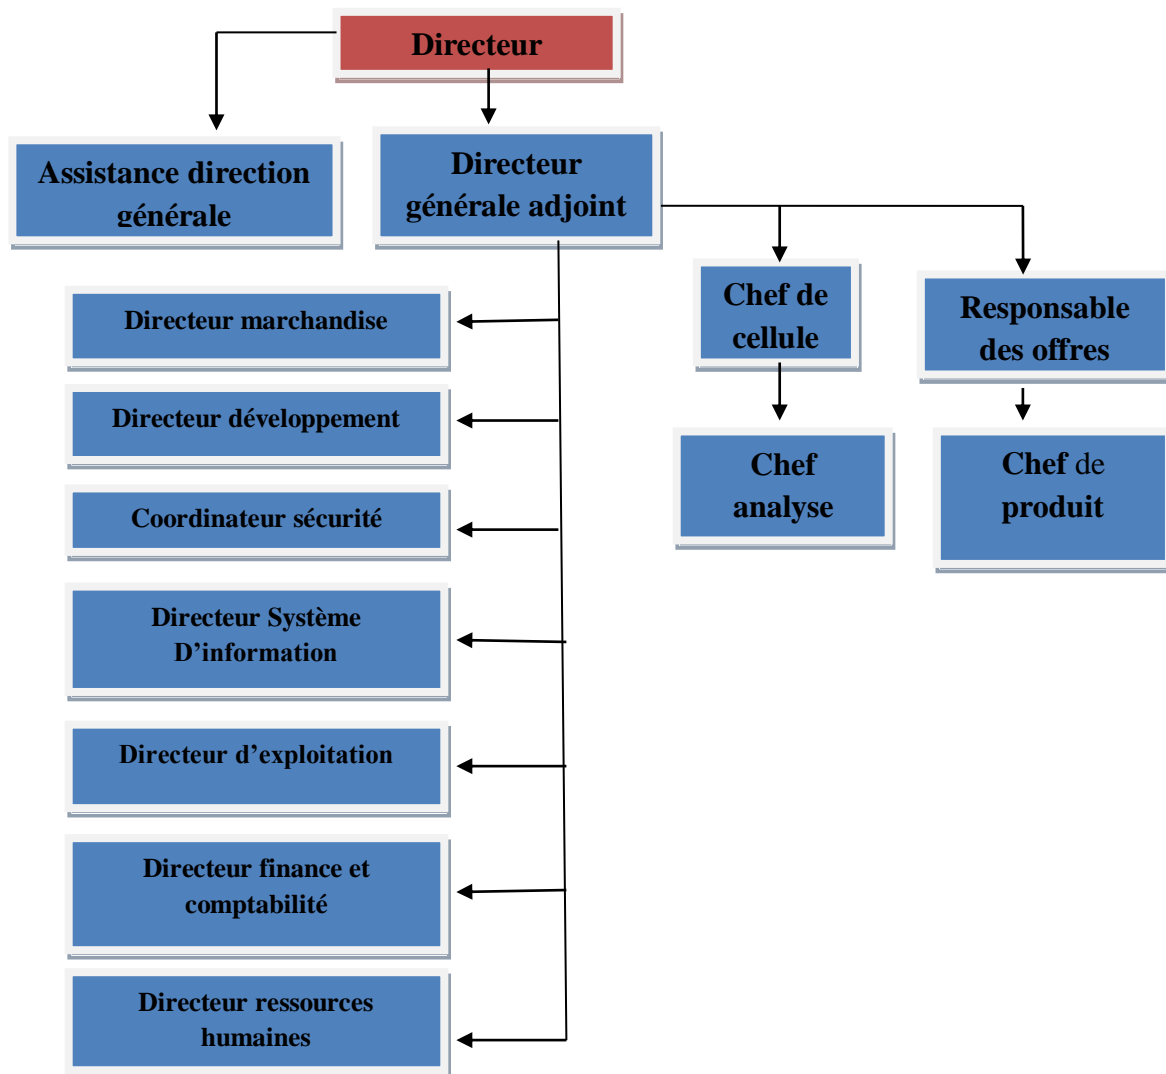 Directeur
Assistance direction
générale
Directeur
générale adjoint
Chef de
cellule
Responsable
des offres
Chef
analyse
Chef de
produit
Directeur marchandise
Directeur développement
Coordinateur sécurité
Directeur Système
D’information
Directeur d’exploitation
Directeur finance et
comptabilité
Directeur ressources
humaines